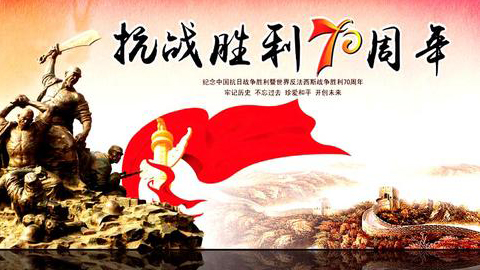 抗战胜利70周年
纪念中国抗日战争胜利暨世界反法西斯战争胜利70周年
牢记历史 不忘过去 珍爱和平 开创未来